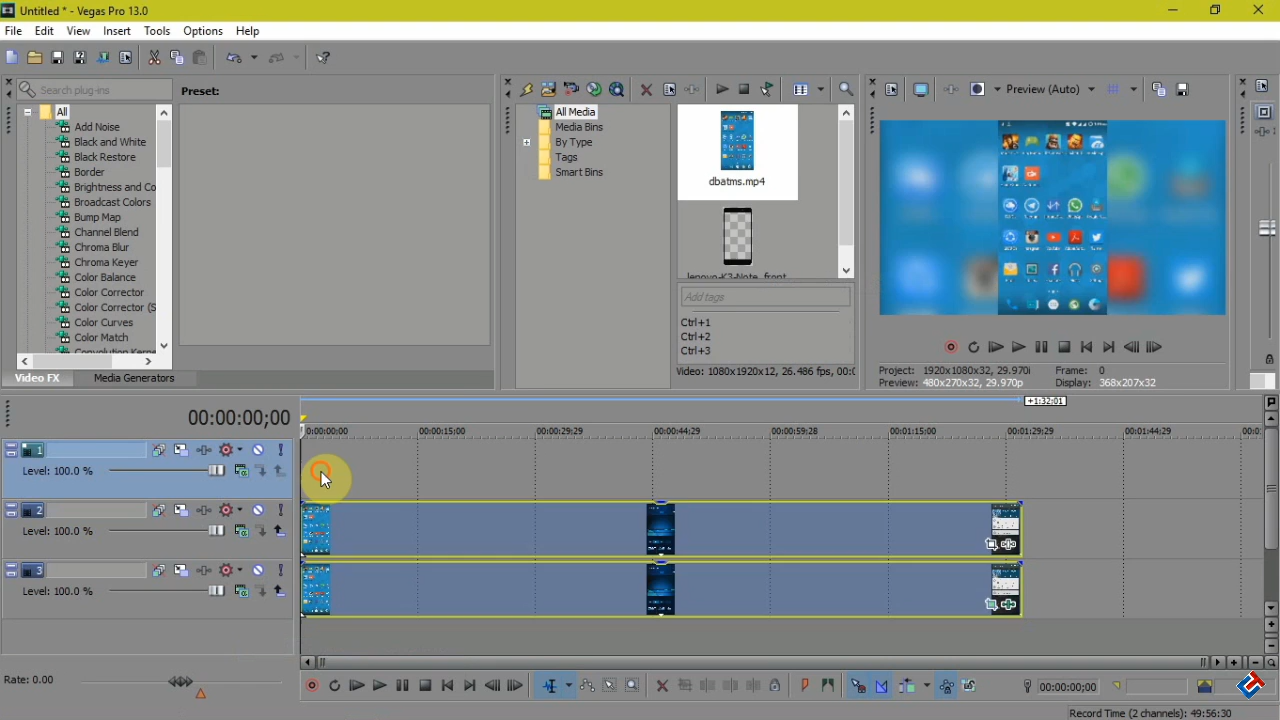 Untitled * - Vegas Pro 13.0
File Edit View Insert Tools Options Help
Search plug-ins
All
Add Noise
Black and White
Black Restore
Border
Brightness and Co
Broadcast Colors
Bump Map
Channel Blend
Chroma Blur
Chroma Keyer
Color Balance
Color Corrector
Color Corrector (S
Color Curves
Color Match
Convolution Kerne
Video FX
Media Generators
Preset:
All Media
Media Bins
By Type
Tags
Smart Bins
dbatms.mp4
lenovo-K3-Note_front
Add tags
Ctrl+1
Ctrl+2
Ctrl+3
Video: 1080x1920x12, 26.486 fps, 00:0
Preview (Auto)
Project: 1920x1080x32, 29.970i
Frame: 0
Preview: 480x270x32, 29.970p
Display: 368x207x32
00:00:00;00
+1:32;01
00:00:00;00
00:00:15;00
00:00:29;29
00:00:44;29
00:00:59;28
00:01:15;00
00:01:29;29
00:01:44;29
00:0
1
Level: 100.0 %
2
Level: 100.0 %
3
Level: 100.0 %
Rate: 0.00
00:00:00;00
Record Time (2 channels): 49:56:30